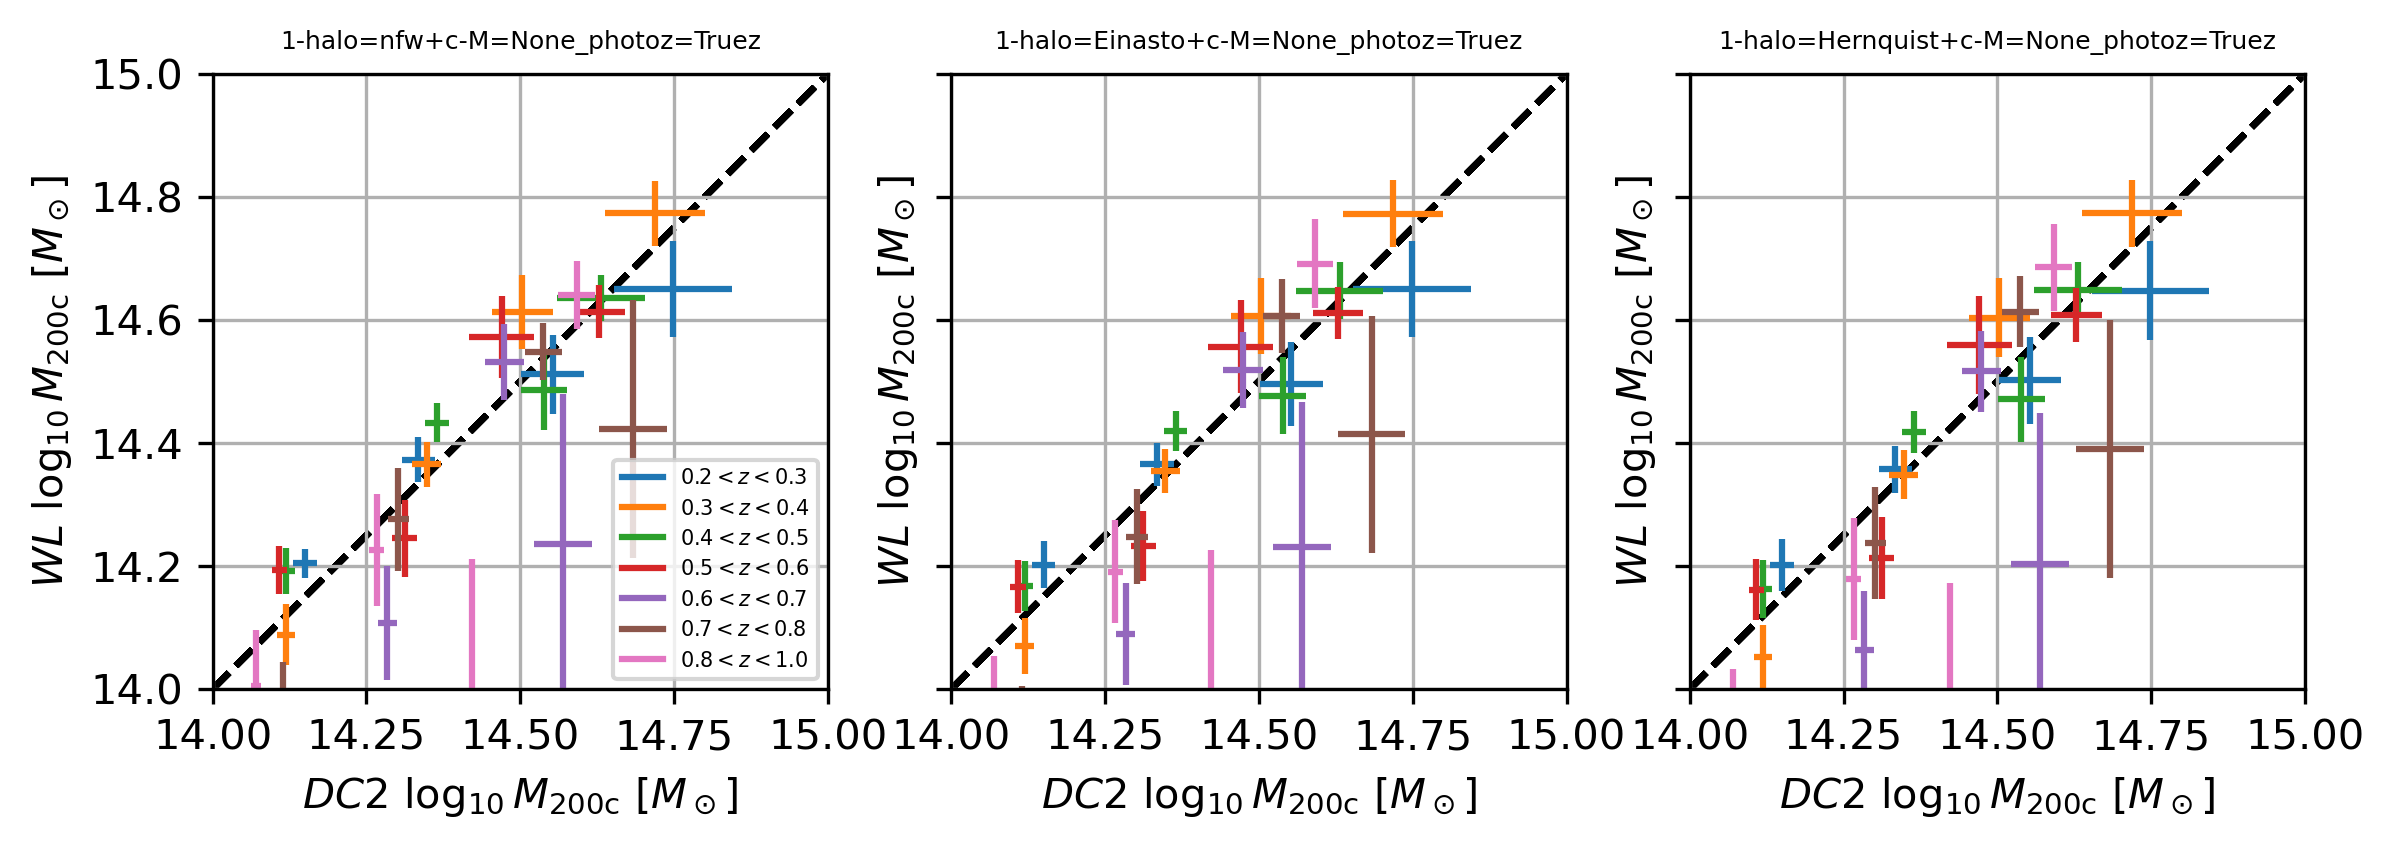 1-halo=nfw+c-M=None_photoz=Truez
1-halo=Einasto+c-M=None_photoz=Truez
1-halo=Hernquist+c-M=None_photoz=Truez
15.0
14.8
14.6
14.4
14.2
14.0
WL log₁₀ M₂₀₀c [M⊙]
WL log₁₀ M₂₀₀c [M⊙]
WL log₁₀ M₂₀₀c [M⊙]
0.2 < z < 0.3
0.3 < z < 0.4
0.4 < z < 0.5
0.5 < z < 0.6
0.6 < z < 0.7
0.7 < z < 0.8
0.8 < z < 1.0
14.00 14.25 14.50 14.75 15.00
14.00 14.25 14.50 14.75 15.00
14.00 14.25 14.50 14.75 15.00
DC2 log₁₀ M₂₀₀c [M⊙]
DC2 log₁₀ M₂₀₀c [M⊙]
DC2 log₁₀ M₂₀₀c [M⊙]